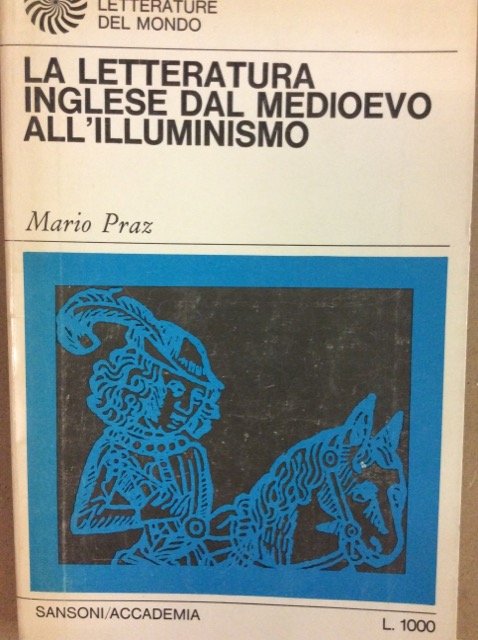 LETTERATURE
DEL MONDO
LA LETTERATURA
INGLESE DAL MEDIOEVO
ALL'ILLUMINISMO
Mario Praz
SANSONI/ACCADEMIA
L. 1000